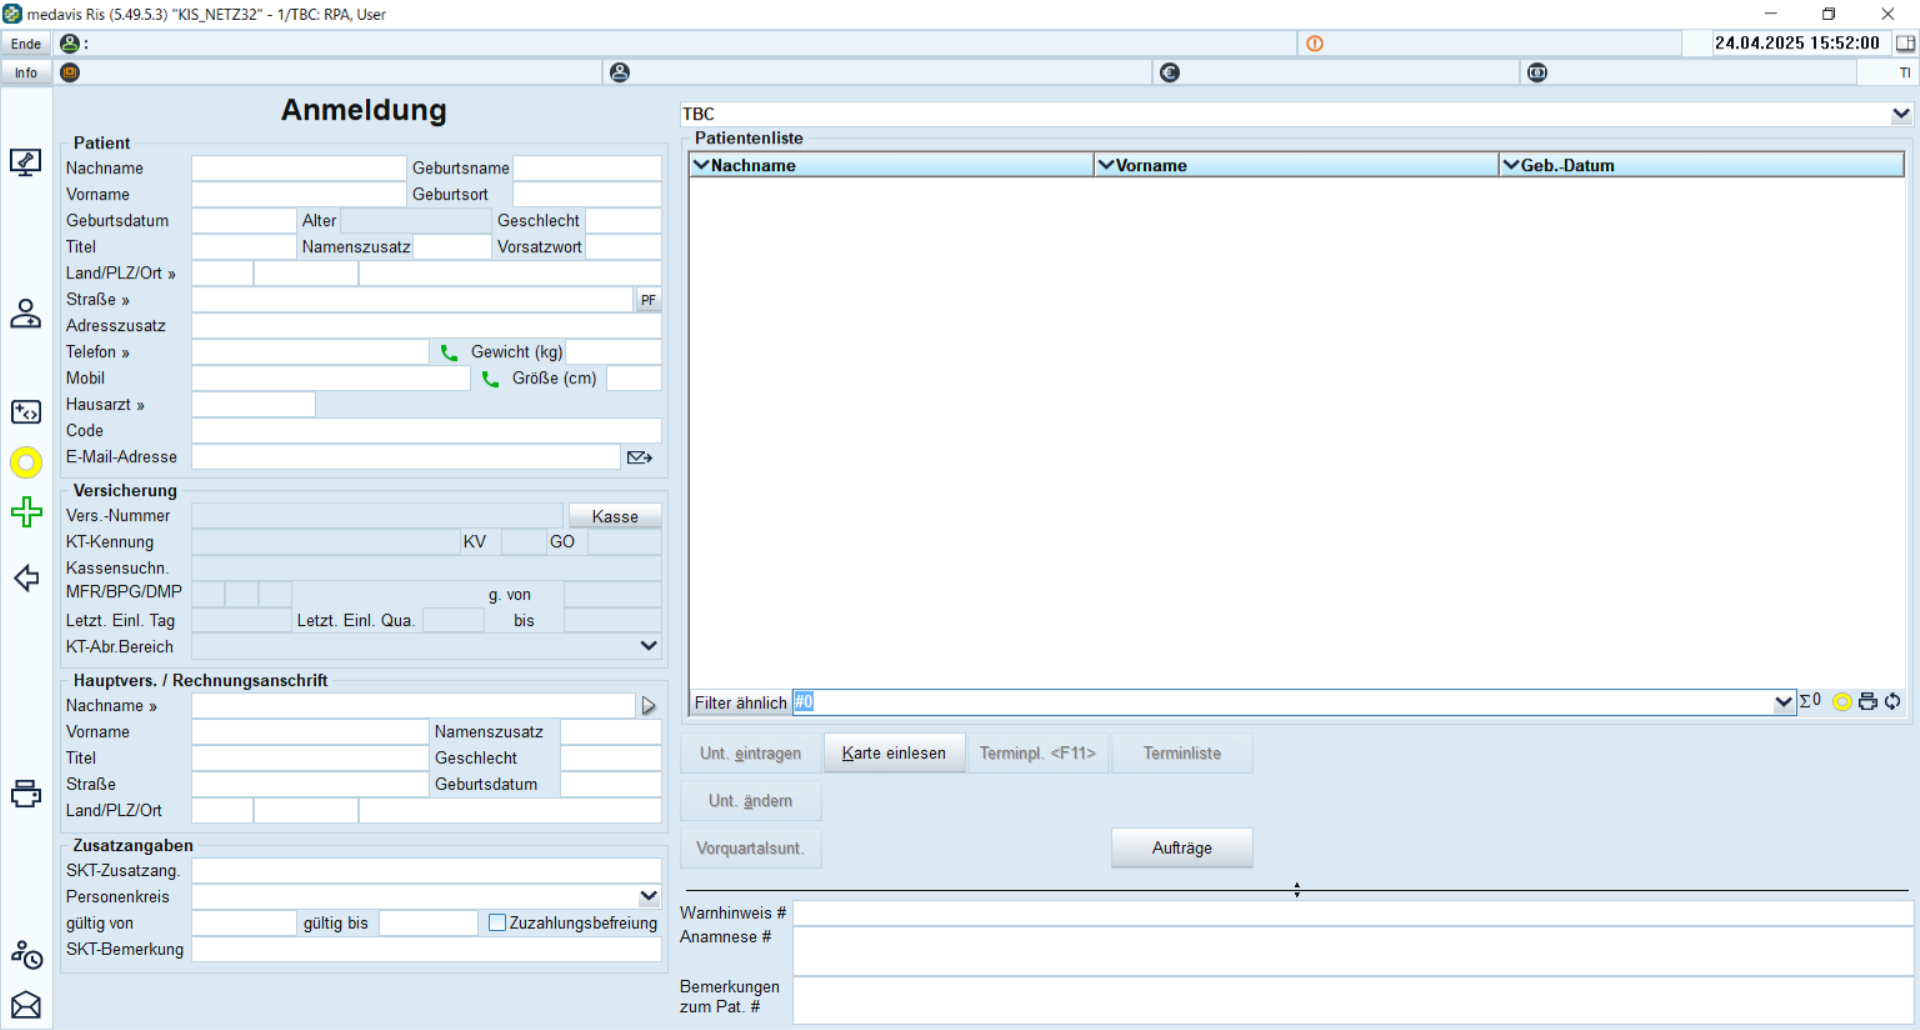 medavis Ris (5.49.5.3) "KIS_NETZ32" - 1/TBC: RPA, User
Ende : 24.04.2025 15:52:00
Info TI
Anmeldung
Patient
Nachname Geburtsname
Vorname Geburtsort
Geburtsdatum Alter Geschlecht
Titel Namenszusatz Vorsatzwort
Land/PLZ/Ort »
Straße » PF
Adresszusatz
Telefon » Gewicht (kg)
Mobil Größe (cm)
Hausarzt »
Code
E-Mail-Adresse
Versicherung
Vers.-Nummer Kasse
KT-Kennung KV GO
Kassensuchn.
MFR/BPG/DMP g. von
Letzt. Einl. Tag Letzt. Einl. Qua. bis
KT-Abr.Bereich
Hauptvers. / Rechnungsanschrift
Nachname »
Vorname Namenszusatz
Titel Geschlecht
Straße Geburtsdatum
Land/PLZ/Ort
Zusatzangaben
SKT-Zusatzang.
Personenkreis
gültig von gültig bis Zuzahlungsbefreiung
SKT-Bemerkung
TBC
Patientenliste
Nachname Vorname Geb.-Datum
Filter ähnlich #0 Σ0
Unt. eintragen Karte einlesen Terminpl. <F11> Terminliste
Unt. ändern
Vorquartalsunt. Aufträge
Warnhinweis #
Anamnese #
Bemerkungen
zum Pat. #